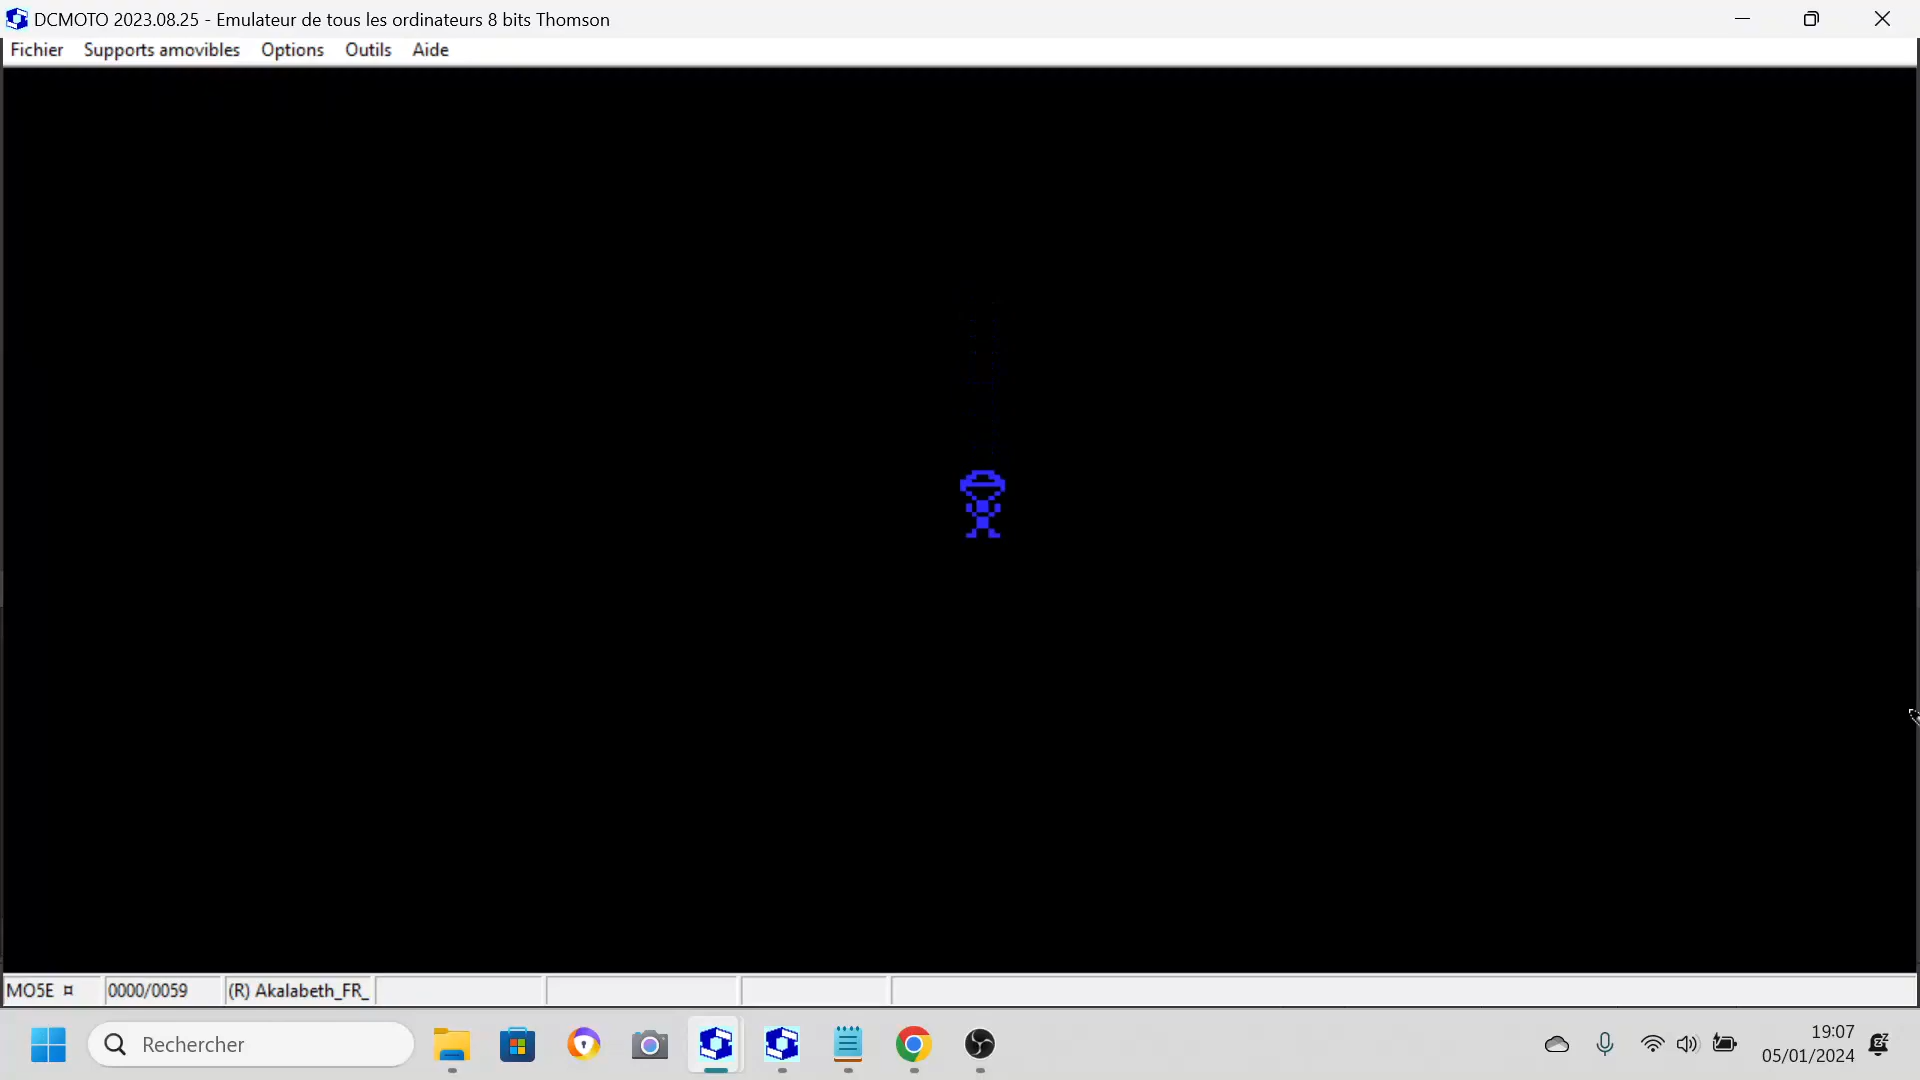 DCMOTO 2023.08.25 - Emulateur de tous les ordinateurs 8 bits Thomson
Fichier Supports amovibles Options Outils Aide
MO5E ¤ 0000/0059 (R) Akalabeth_FR_
Rechercher
19:07
05/01/2024